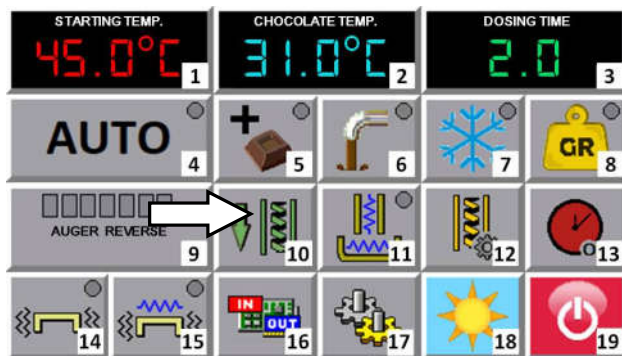 STARTING TEMP.
CHOCOLATE TEMP.
DOSING TIME
45.0°C
31.0°C
2.0
1
2
3
AUTO
+
GR
4
5
6
7
8
AUGER REVERSE
9
10
11
12
13
IN
OUT
14
15
16
17
18
19